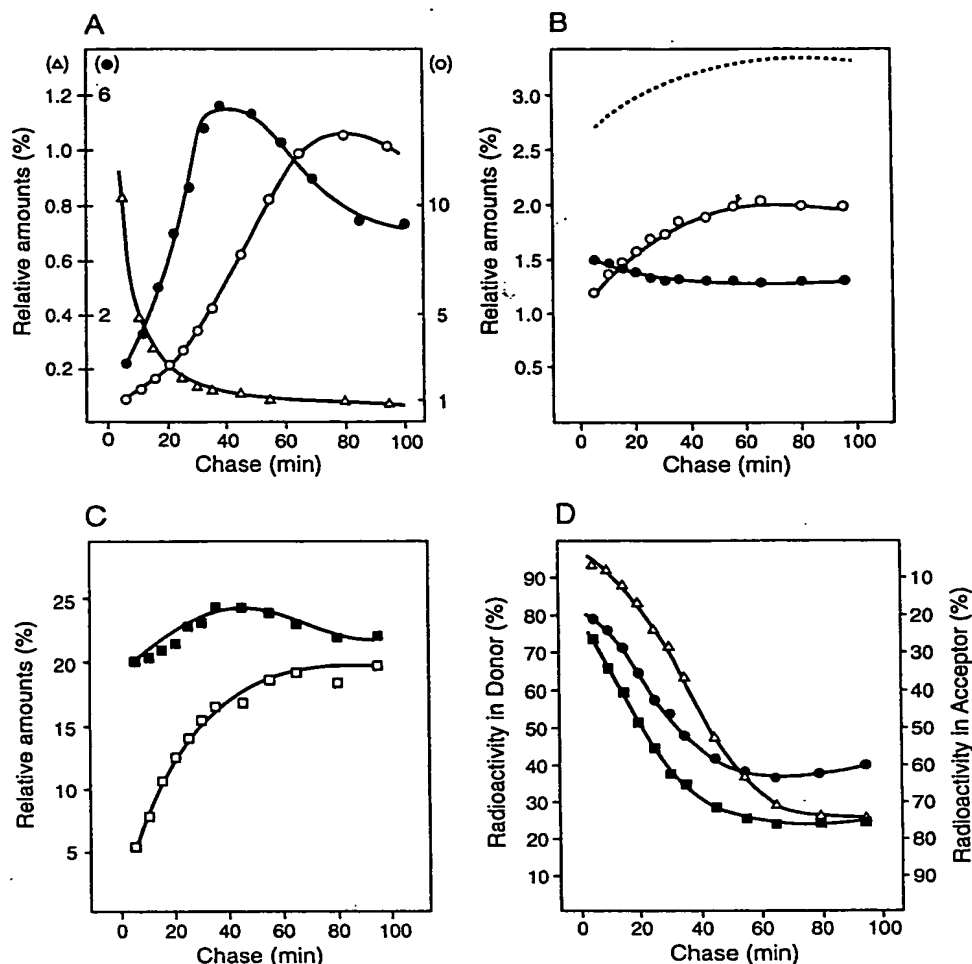 A
(△) (●) (○)
1.2 6
1.0
0.8 10
0.6
0.4 2 5
0.2
1
Relative amounts (%)
0 20 40 60 80 100
Chase (min)
B
3.0
2.5
2.0
1.5
1.0
0.5
Relative amounts (%)
0 20 40 60 80 100
Chase (min)
C
25
20
15
10
5
Relative amounts (%)
0 20 40 60 80 100
Chase (min)
D
90
80
70
60
50
40
30
20
10
Radioactivity in Donor (%)
10
20
30
40
50
60
70
80
90
Radioactivity in Acceptor (%)
0 20 40 60 80 100
Chase (min)